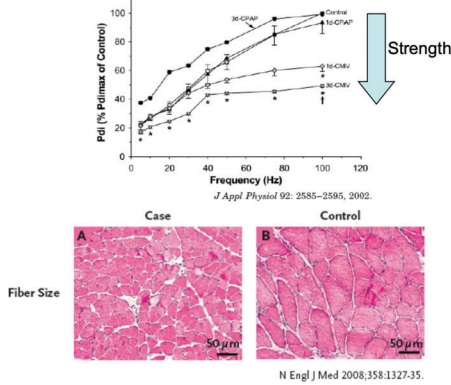 100
80
60
40
20
0
Pdi (% Pdimax of Control)
3d-CPAP
Control
1d-CPAP
1d-CMV
3d-CMV
* * * * * * * *
†
0 20 40 60 80 100 120
Frequency (Hz)
Strength
J Appl Physiol 92: 2585–2595, 2002.
Case
Control
Fiber Size
A
50 µm
B
50 µm
N Engl J Med 2008;358:1327-35.